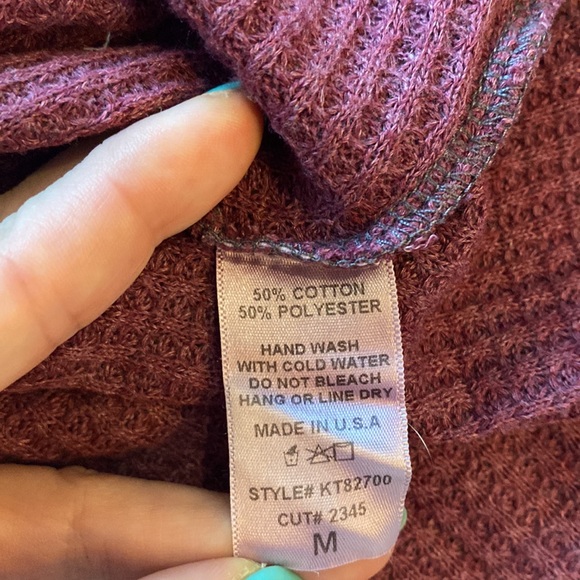 50% COTTON
50% POLYESTER
HAND WASH
WITH COLD WATER
DO NOT BLEACH
HANG OR LINE DRY
MADE IN U.S.A
STYLE# KT82700
CUT# 2345
M